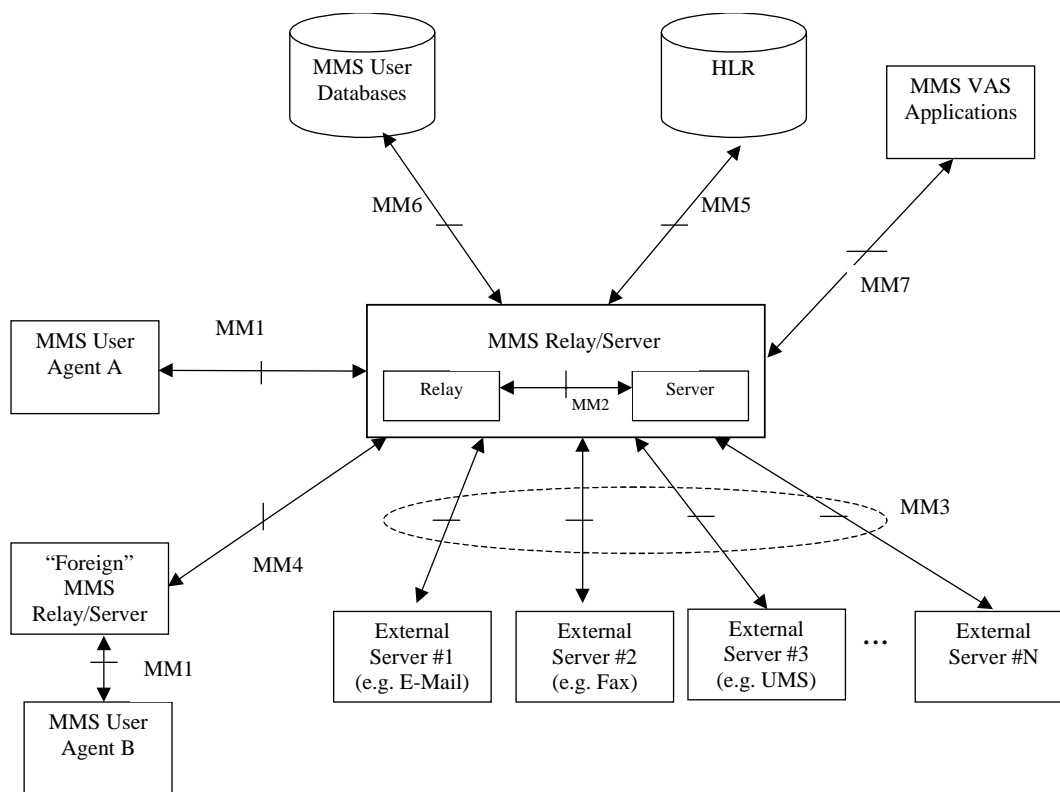 MMS User
Databases
HLR
MMS VAS
Applications
MM6
MM5
MM7
MM1
MMS User
Agent A
MMS Relay/Server
Relay
MM2
Server
MM3
MM4
“Foreign”
MMS
Relay/Server
MM1
MMS User
Agent B
External
Server #1
(e.g. E-Mail)
External
Server #2
(e.g. Fax)
External
Server #3
(e.g. UMS)
...
External
Server #N